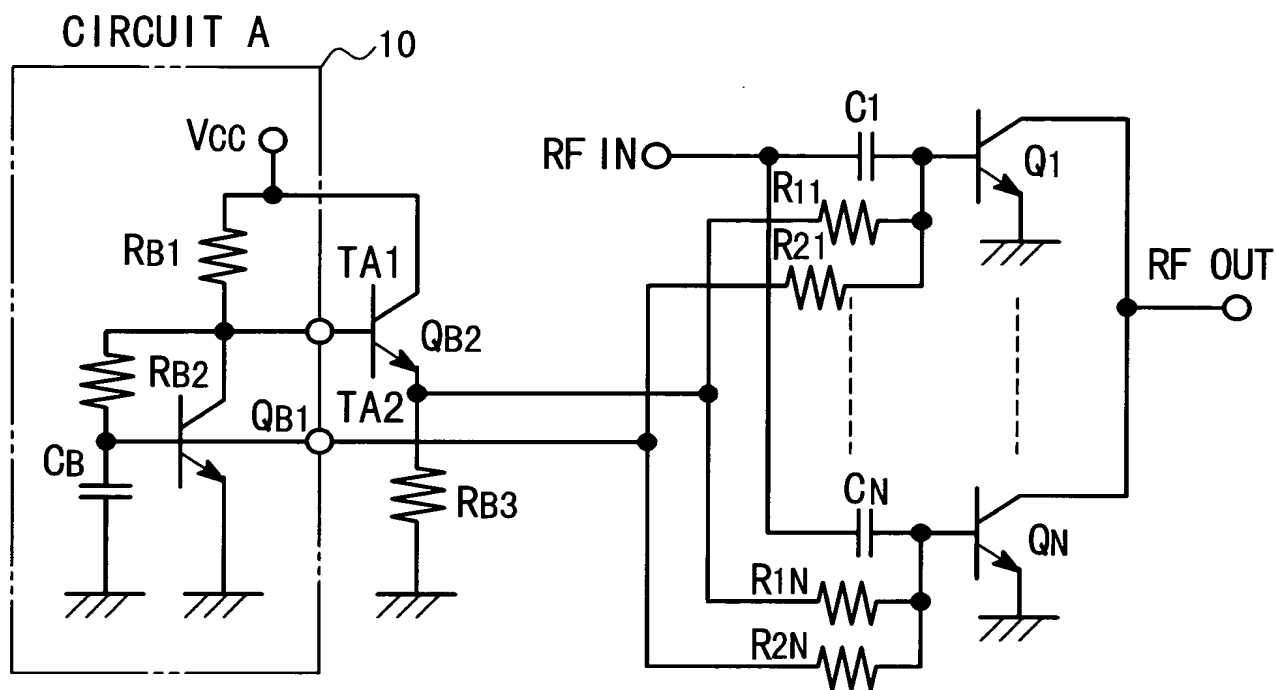 CIRCUIT A
10
VCC
C1
RF IN
Q1
R11
RB1
TA1
R21
RF OUT
QB2
RB2
TA2
QB1
CB
RB3
CN
QN
R1N
R2N